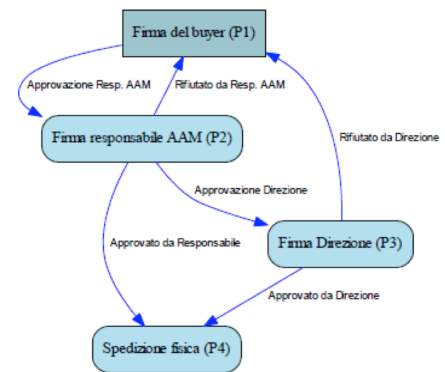 Firma del buyer (P1)
Approvazione Resp. AAM
Rifiutato da Resp. AAM
Firma responsabile AAM (P2)
Rifiutato da Direzione
Approvazione Direzione
Approvato da Responsabile
Firma Direzione (P3)
Approvato da Direzione
Spedizione fisica (P4)